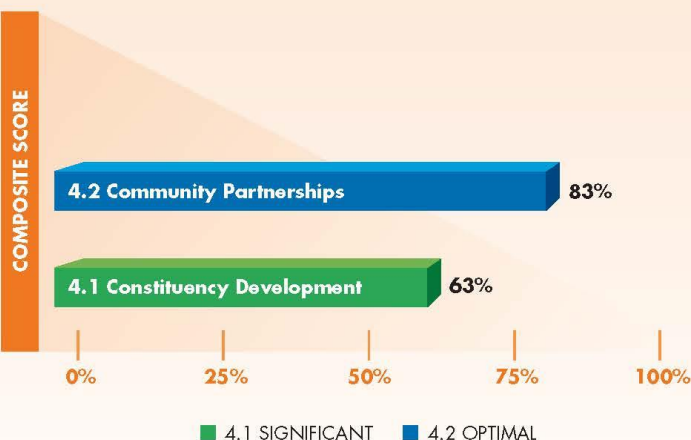 COMPOSITE SCORE
4.2 Community Partnerships 83%
4.1 Constituency Development 63%
0% 25% 50% 75% 100%
4.1 SIGNIFICANT 4.2 OPTIMAL